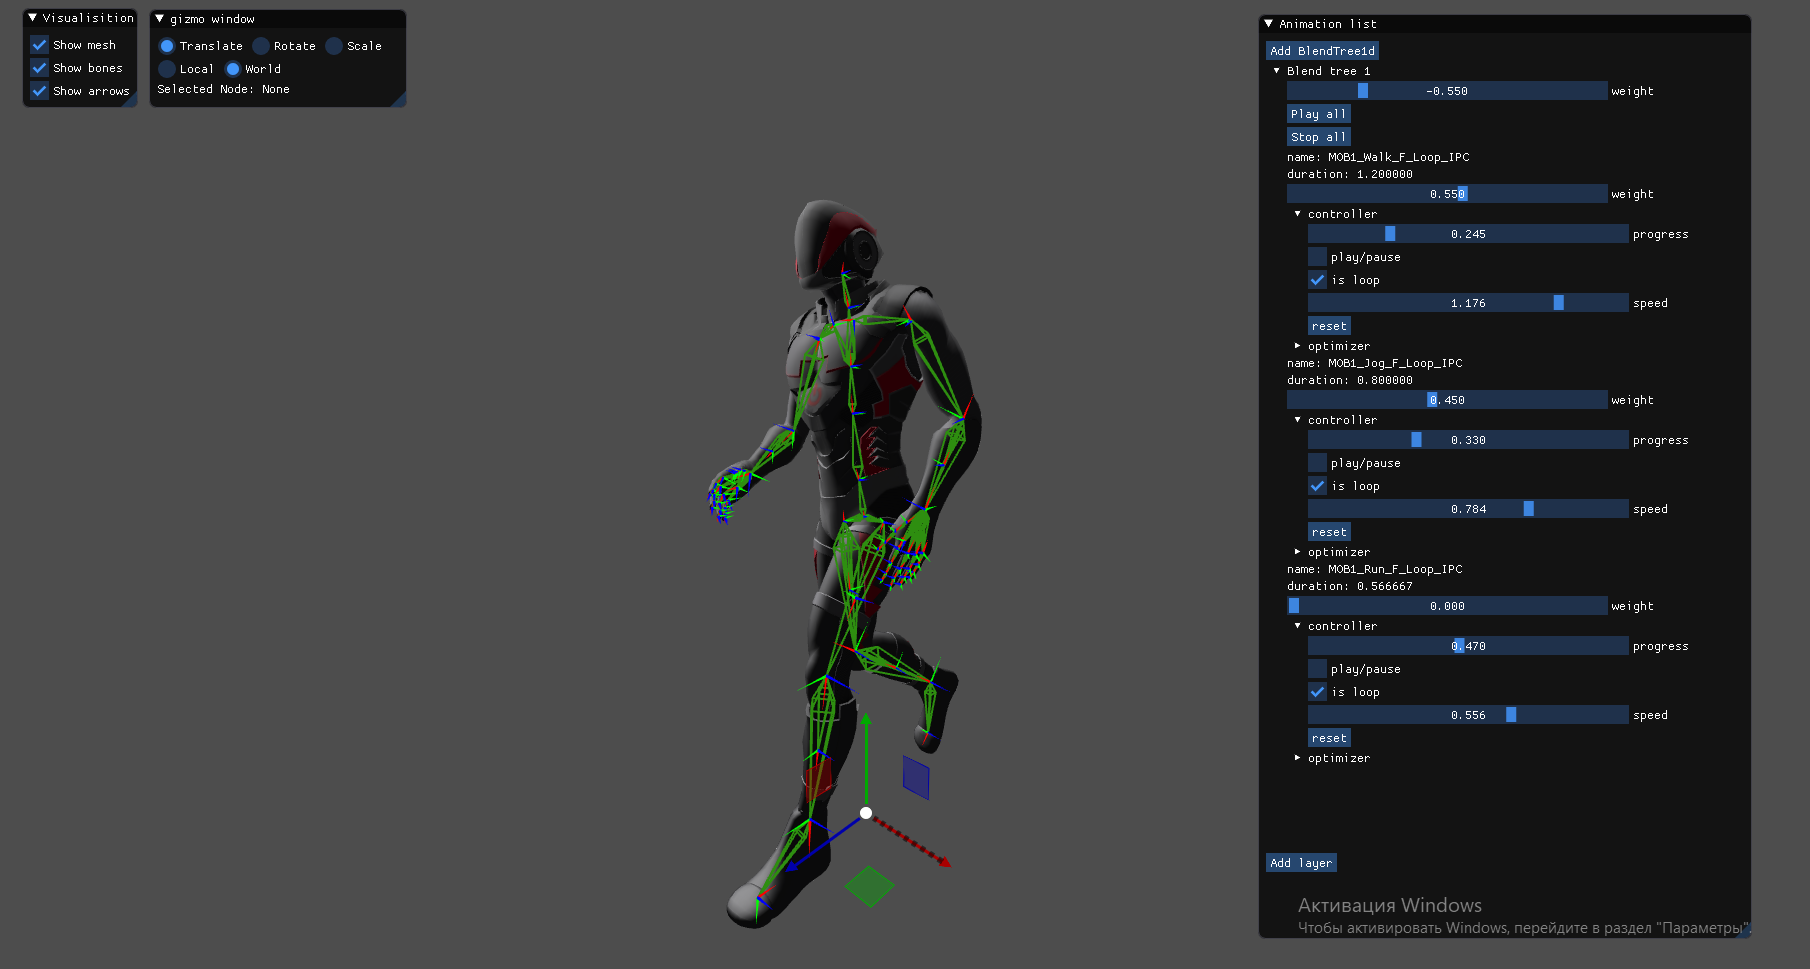 Visualisition
Show mesh
Show bones
Show arrows
gizmo window
Translate Rotate Scale
Local World
Selected Node: None
Animation list
Add BlendTree1d
Blend tree 1
-0.550 weight
Play all
Stop all
name: MOB1_Walk_F_Loop_IPC
duration: 1.200000
0.550 weight
controller
0.245 progress
play/pause
is loop
1.176 speed
reset
optimizer
name: MOB1_Jog_F_Loop_IPC
duration: 0.800000
0.450 weight
controller
0.330 progress
play/pause
is loop
0.784 speed
reset
optimizer
name: MOB1_Run_F_Loop_IPC
duration: 0.566667
0.000 weight
controller
0.470 progress
play/pause
is loop
0.556 speed
reset
optimizer
Add layer
Активация Windows
Чтобы активировать Windows, перейдите в раздел "Параметры".